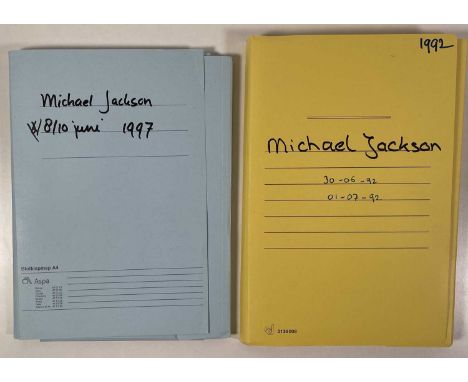 Michael Jackson
8/10 juni 1997
Aspa
1992
Michael Jackson
30-06-92
01-07-92